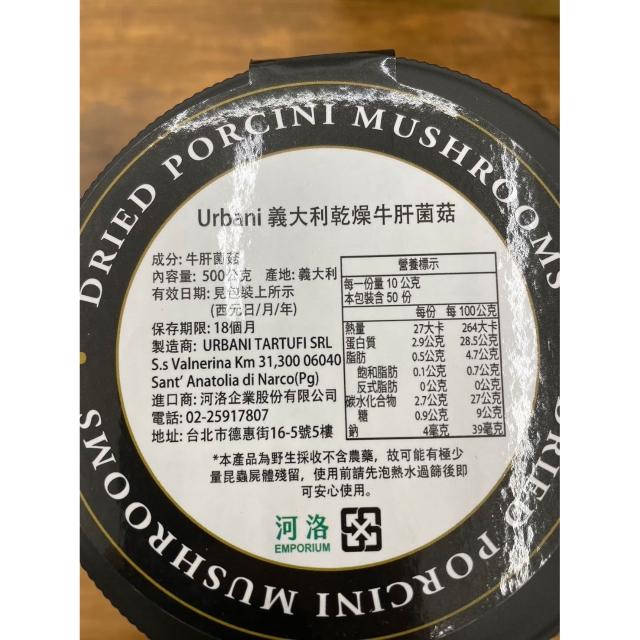 DRIED PORCINI MUSHROOMS
Urbani 義大利乾燥牛肝菌菇
成分: 牛肝菌菇
內容量: 500公克 產地: 義大利
有效日期: 見包裝上所示
(西元日/月/年)
保存期限: 18個月
製造商: URBANI TARTUFI SRL
S.s Valnerina Km 31,300 06040
Sant' Anatolia di Narco(Pg)
進口商: 河洛企業股份有限公司
電話: 02-25917807
地址: 台北市德惠街16-5號5樓
營養標示
每一份量 10 公克
本包裝含 50 份
每份 每 100公克
熱量 27大卡 264大卡
蛋白質 2.9公克 28.5公克
脂肪 0.5公克 4.7公克
飽和脂肪 0.1公克 0.7公克
反式脂肪 0公克 0公克
碳水化合物 2.7公克 27公克
糖 0.9公克 9公克
鈉 4毫克 39毫克
*本產品為野生採收不含農藥，故可能有極少
量昆蟲屍體殘留，使用前請先泡熱水過篩後即
可安心使用。
河洛
EMPORIUM
DRIED PORCINI MUSHROOMS